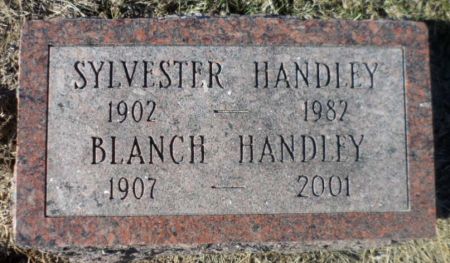 SYLVESTER HANDLEY
1902 — 1982
BLANCH HANDLEY
1907 — 2001